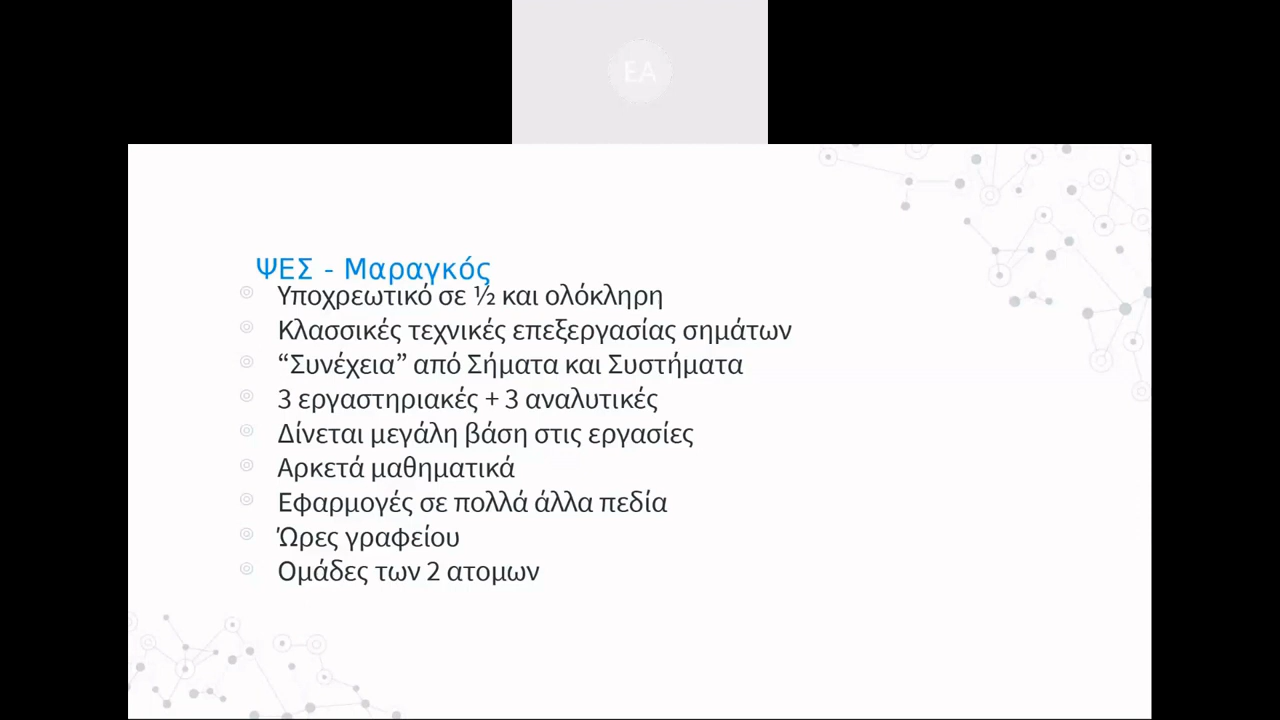 EA
ΨΕΣ - Μαραγκός
Υποχρεωτικό σε ½ και ολόκληρη
Κλασσικές τεχνικές επεξεργασίας σημάτων
“Συνέχεια” από Σήματα και Συστήματα
3 εργαστηριακές + 3 αναλυτικές
Δίνεται μεγάλη βάση στις εργασίες
Αρκετά μαθηματικά
Εφαρμογές σε πολλά άλλα πεδία
Ώρες γραφείου
Ομάδες των 2 ατομων